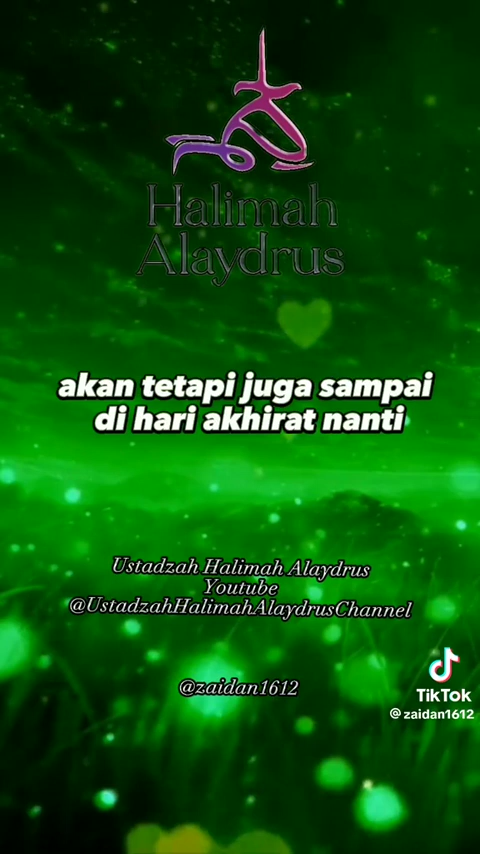 Halimah
Alaydrus
akan tetapi juga sampai
di hari akhirat nanti
Ustadzah Halimah Alaydrus
Youtube
@UstadzahHalimahAlaydrusChannel
@zaidan1612
TikTok
@zaidan1612